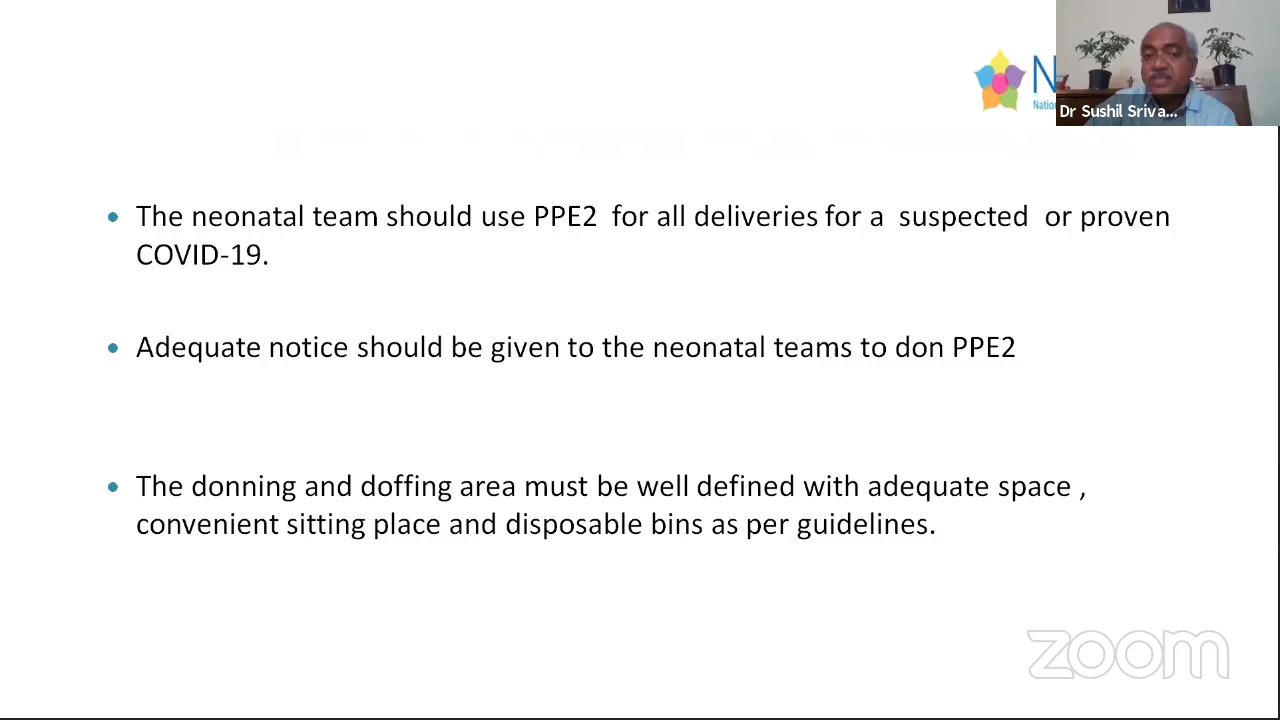 N
Natio
Dr Sushil Sriva...
• The neonatal team should use PPE2 for all deliveries for a suspected or proven
COVID-19.
• Adequate notice should be given to the neonatal teams to don PPE2
• The donning and doffing area must be well defined with adequate space ,
convenient sitting place and disposable bins as per guidelines.
zoom